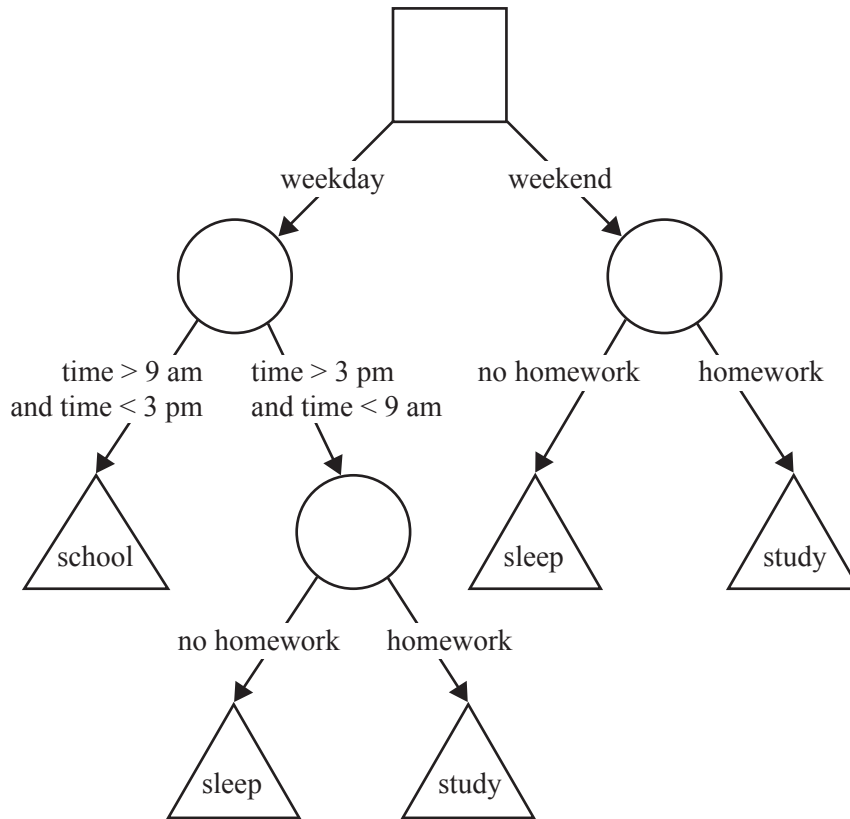 weekday
weekend
time > 9 am
and time < 3 pm
time > 3 pm
and time < 9 am
no homework
homework
school
sleep
study
no homework
homework
sleep
study